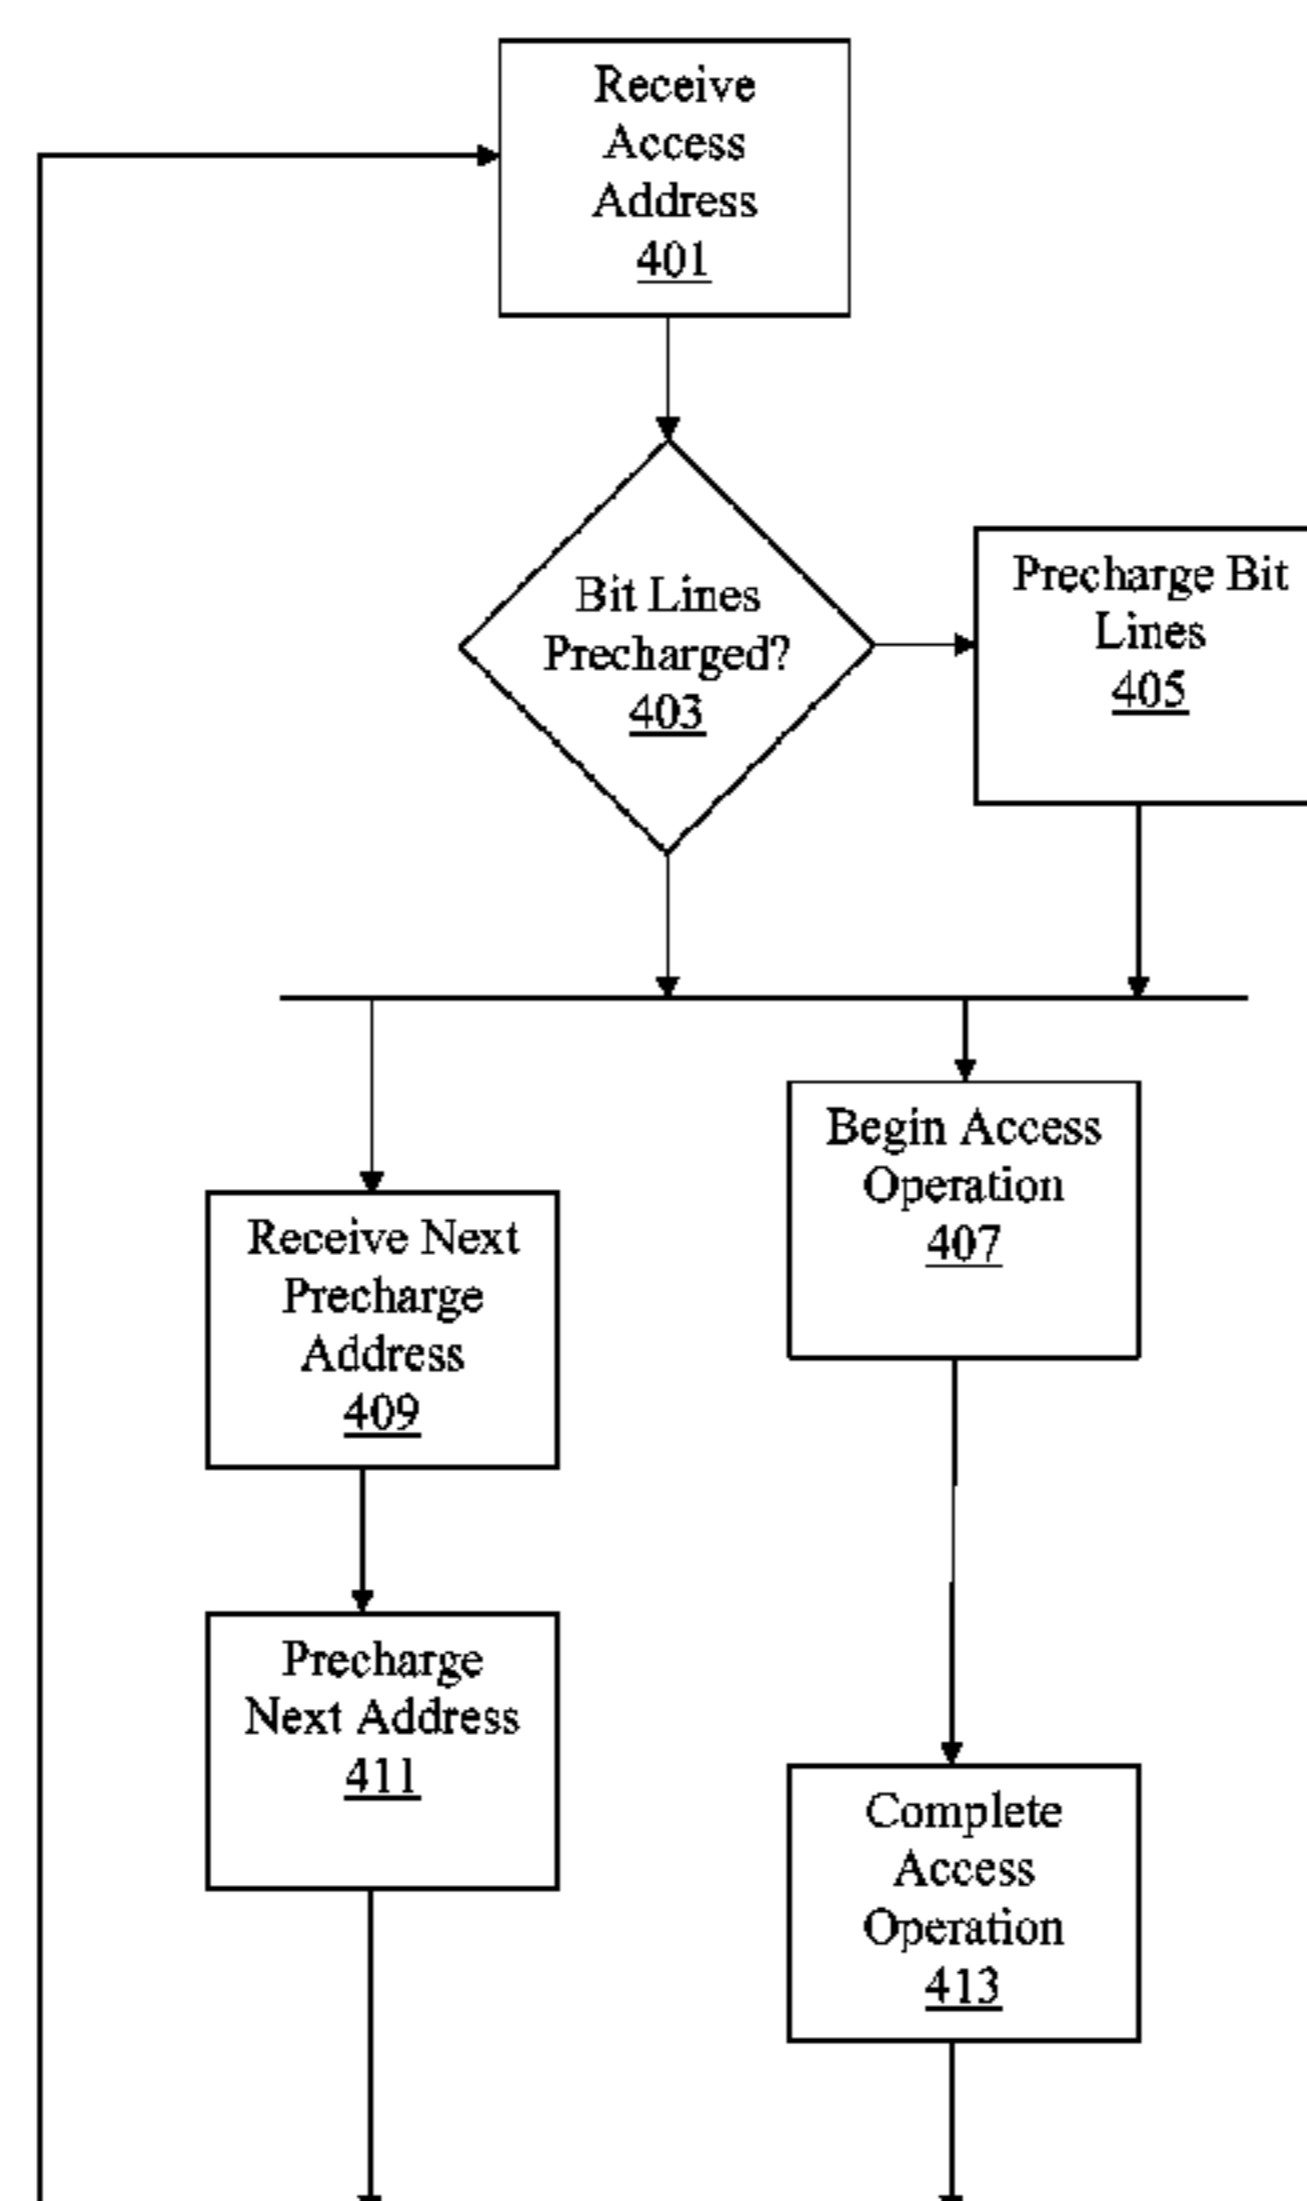 Receive
Access
Address
401
Bit Lines
Precharged?
403
Precharge Bit
Lines
405
Begin Access
Operation
407
Receive Next
Precharge
Address
409
Precharge
Next Address
411
Complete
Access
Operation
413